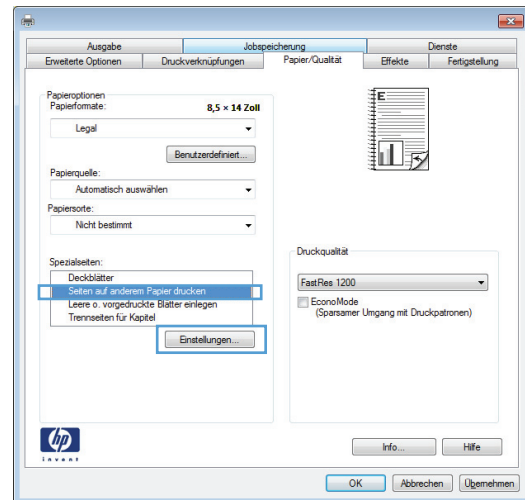 Ausgabe
Jobspeicherung
Dienste
Erweiterte Optionen
Druckverknüpfungen
Papier/Qualität
Effekte
Fertigstellung
Papieroptionen
Papierformate:
8,5 × 14 Zoll
Legal
Benutzerdefiniert...
Papierquelle:
Automatisch auswählen
Papiersorte:
Nicht bestimmt
Spezialseiten:
Deckblätter
Seiten auf anderem Papier drucken
Leere o. vorgedruckte Blätter einlegen
Trennseiten für Kapitel
Einstellungen...
E
Druckqualität
FastRes 1200
EconoMode
(Sparsamer Umgang mit Druckpatronen)
hp
invent
Info...
Hilfe
OK
Abbrechen
Übernehmen